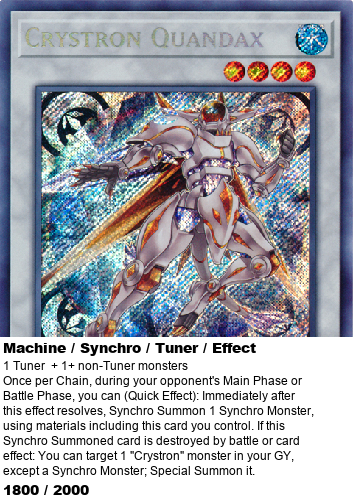 Crystron Quandax
Machine / Synchro / Tuner / Effect
1 Tuner + 1+ non-Tuner monsters
Once per Chain, during your opponent's Main Phase or
Battle Phase, you can (Quick Effect): Immediately after
this effect resolves, Synchro Summon 1 Synchro Monster,
using materials including this card you control. If this
Synchro Summoned card is destroyed by battle or card
effect: You can target 1 "Crystron" monster in your GY,
except a Synchro Monster; Special Summon it.
1800 / 2000